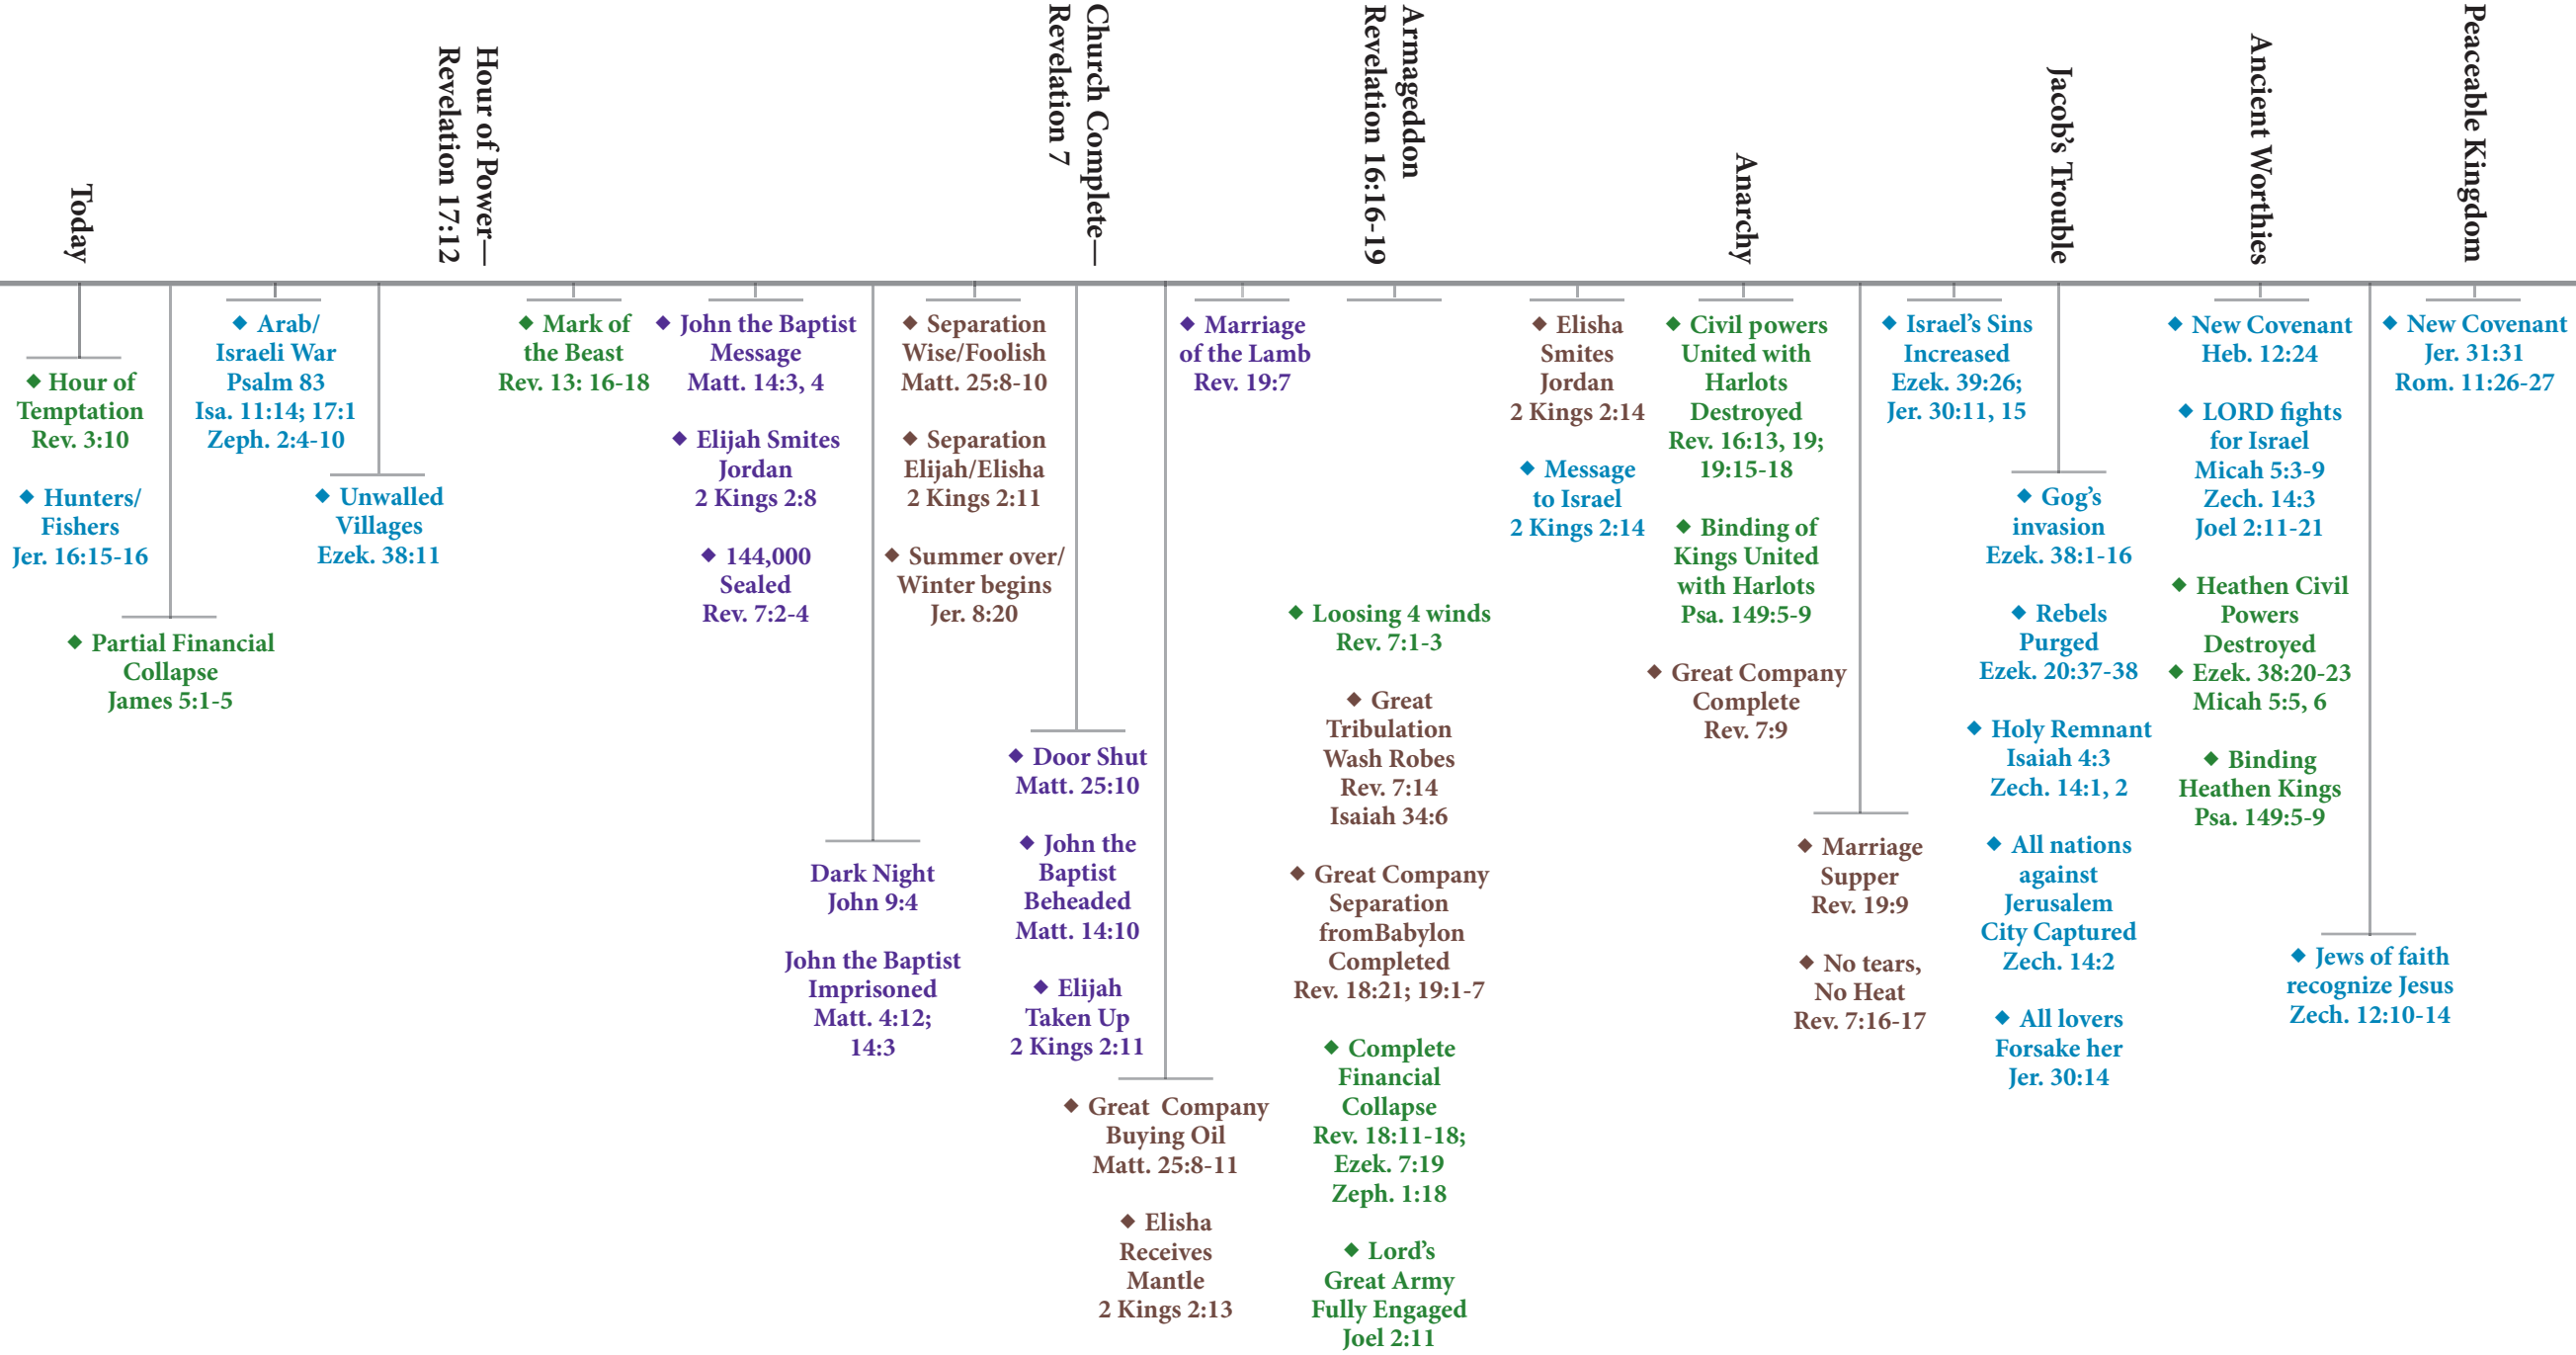 Today
Hour of Power—
Revelation 17:12
Church Complete—
Revelation 7
Armageddon
Revelation 16:16-19
Anarchy
Jacob’s Trouble
Ancient Worthies
Peaceable Kingdom
◆ Hour of
Temptation
Rev. 3:10
◆ Hunters/
Fishers
Jer. 16:15-16
◆ Partial Financial
Collapse
James 5:1-5
◆ Arab/
Israeli War
Psalm 83
Isa. 11:14; 17:1
Zeph. 2:4-10
◆ Unwalled
Villages
Ezek. 38:11
◆ Mark of
the Beast
Rev. 13: 16-18
◆ John the Baptist
Message
Matt. 14:3, 4
◆ Elijah Smites
Jordan
2 Kings 2:8
◆ 144,000
Sealed
Rev. 7:2-4
Dark Night
John 9:4
John the Baptist
Imprisoned
Matt. 4:12;
14:3
◆ Separation
Wise/Foolish
Matt. 25:8-10
◆ Separation
Elijah/Elisha
2 Kings 2:11
◆ Summer over/
Winter begins
Jer. 8:20
◆ Door Shut
Matt. 25:10
◆ John the
Baptist
Beheaded
Matt. 14:10
◆ Elijah
Taken Up
2 Kings 2:11
◆ Great Company
Buying Oil
Matt. 25:8-11
◆ Elisha
Receives
Mantle
2 Kings 2:13
◆ Marriage
of the Lamb
Rev. 19:7
◆ Loosing 4 winds
Rev. 7:1-3
◆ Great
Tribulation
Wash Robes
Rev. 7:14
Isaiah 34:6
◆ Great Company
Separation
fromBabylon
Completed
Rev. 18:21; 19:1-7
◆ Complete
Financial
Collapse
Rev. 18:11-18;
Ezek. 7:19
Zeph. 1:18
◆ Lord’s
Great Army
Fully Engaged
Joel 2:11
◆ Elisha
Smites
Jordan
2 Kings 2:14
◆ Message
to Israel
2 Kings 2:14
◆ Civil powers
United with
Harlots
Destroyed
Rev. 16:13, 19;
19:15-18
◆ Binding of
Kings United
with Harlots
Psa. 149:5-9
◆ Great Company
Complete
Rev. 7:9
◆ Marriage
Supper
Rev. 19:9
◆ No tears,
No Heat
Rev. 7:16-17
◆ Israel’s Sins
Increased
Ezek. 39:26;
Jer. 30:11, 15
◆ Gog’s
invasion
Ezek. 38:1-16
◆ Rebels
Purged
Ezek. 20:37-38
◆ Holy Remnant
Isaiah 4:3
Zech. 14:1, 2
◆ All nations
against
Jerusalem
City Captured
Zech. 14:2
◆ All lovers
Forsake her
Jer. 30:14
◆ New Covenant
Heb. 12:24
◆ LORD fights
for Israel
Micah 5:3-9
Zech. 14:3
Joel 2:11-21
◆ Heathen Civil
Powers
Destroyed
◆ Ezek. 38:20-23
Micah 5:5, 6
◆ Binding
Heathen Kings
Psa. 149:5-9
◆ Jews of faith
recognize Jesus
Zech. 12:10-14
◆ New Covenant
Jer. 31:31
Rom. 11:26-27